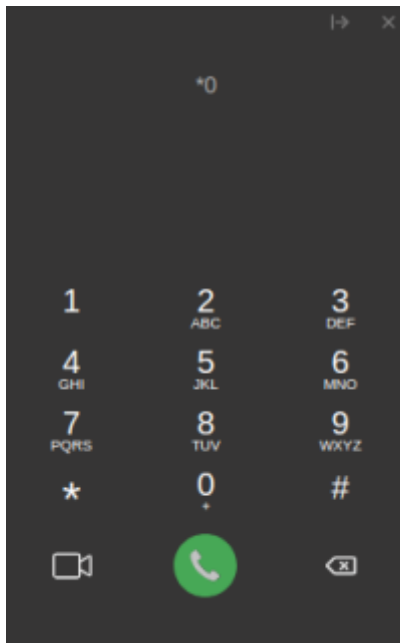 *0
1 2 3
ABC DEF
4 5 6
GHI JKL MNO
7 8 9
PQRS TUV WXYZ
* 0 #
+